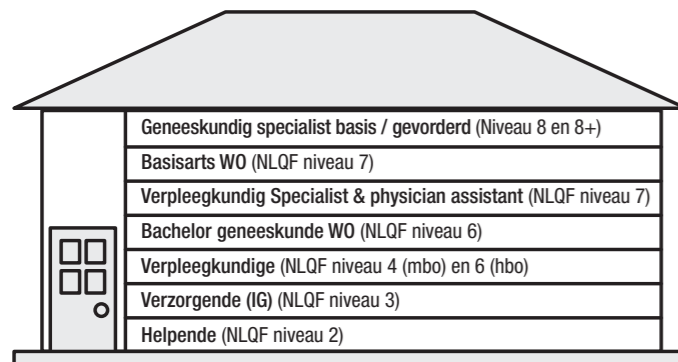 Geneeskundig specialist basis / gevorderd (Niveau 8 en 8+)
Basisarts WO (NLQF niveau 7)
Verpleegkundig Specialist & physician assistant (NLQF niveau 7)
Bachelor geneeskunde WO (NLQF niveau 6)
Verpleegkundige (NLQF niveau 4 (mbo) en 6 (hbo)
Verzorgende (IG) (NLQF niveau 3)
Helpende (NLQF niveau 2)